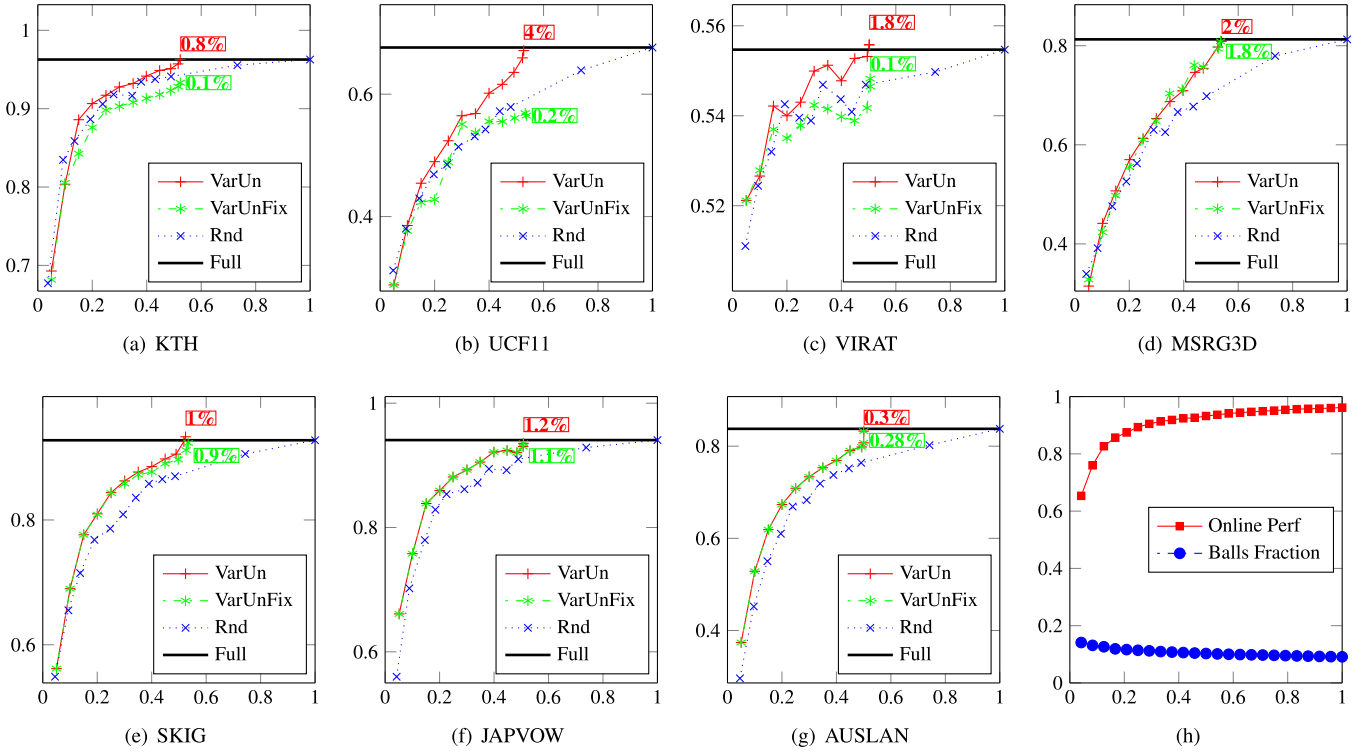 1
0.9
0.8
0.7
0 0.2 0.4 0.6 0.8 1
0.8%
0.1%
VarUn
VarUnFix
Rnd
Full
(a) KTH
0.6
0.4
0 0.2 0.4 0.6 0.8 1
4%
0.2%
VarUn
VarUnFix
Rnd
Full
(b) UCF11
0.56
0.54
0.52
0 0.2 0.4 0.6 0.8 1
1.8%
0.1%
VarUn
VarUnFix
Rnd
Full
(c) VIRAT
0.8
0.6
0.4
0 0.2 0.4 0.6 0.8 1
2%
1.8%
VarUn
VarUnFix
Rnd
Full
(d) MSRG3D
0.8
0.6
0 0.2 0.4 0.6 0.8 1
1%
0.9%
VarUn
VarUnFix
Rnd
Full
(e) SKIG
1
0.8
0.6
0 0.2 0.4 0.6 0.8 1
1.2%
1.1%
VarUn
VarUnFix
Rnd
Full
(f) JAPVOW
0.8
0.6
0.4
0 0.2 0.4 0.6 0.8 1
0.3%
0.28%
VarUn
VarUnFix
Rnd
Full
(g) AUSLAN
1
0.8
0.6
0.4
0.2
0
0 0.2 0.4 0.6 0.8 1
Online Perf
Balls Fraction
(h)